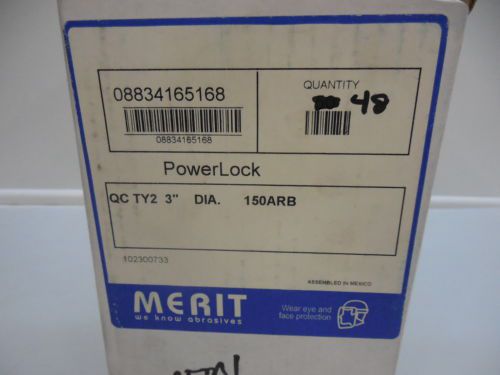 08834165168
08834165168
QUANTITY
48
PowerLock
QC TY2 3" DIA. 150ARB
102300733
ASSEMBLED IN MEXICO
MERIT
we know abrasives
Wear eye and
face protection